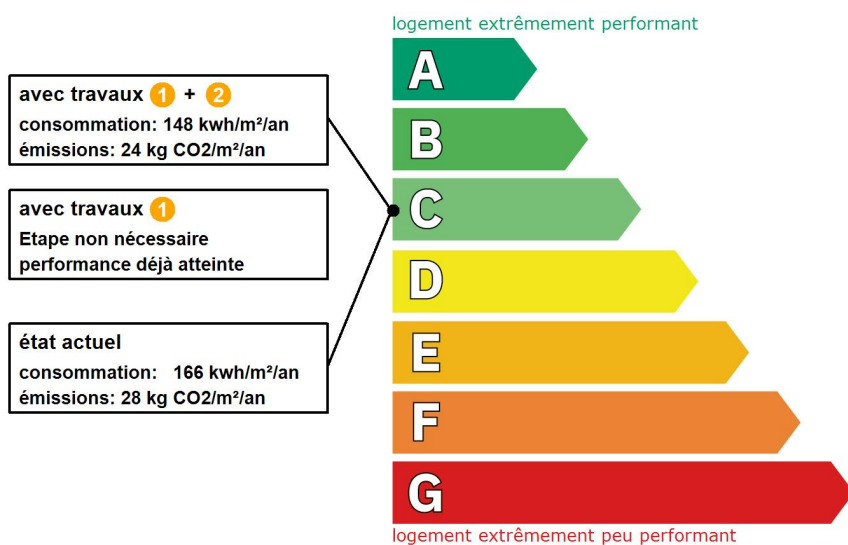 logement extrêmement performant
avec travaux 1 + 2
consommation: 148 kwh/m²/an
émissions: 24 kg CO2/m²/an
avec travaux 1
Etape non nécessaire
performance déjà atteinte
état actuel
consommation: 166 kwh/m²/an
émissions: 28 kg CO2/m²/an
A
B
C
D
E
F
G
logement extrêmement peu performant